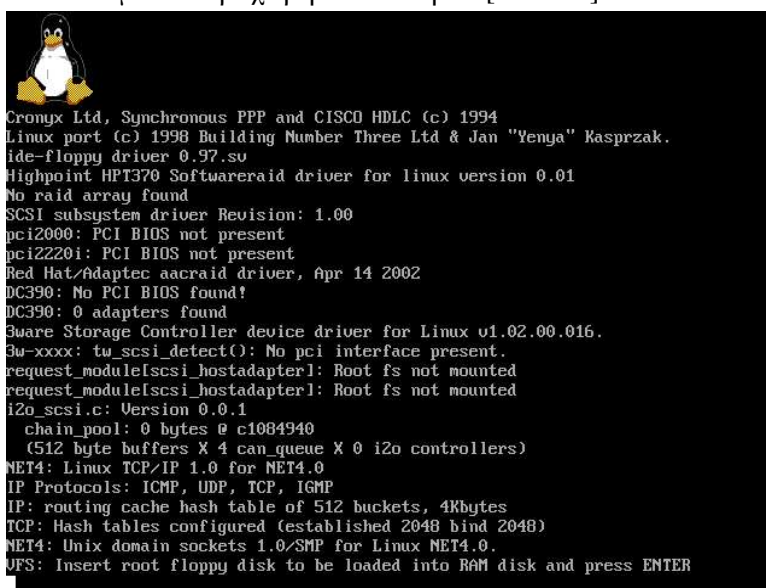 Cronyx Ltd, Synchronous PPP and CISCO HDLC (c) 1994
Linux port (c) 1998 Building Number Three Ltd & Jan "Yenya" Kasprzak.
ide-floppy driver 0.97.sv
Highpoint HPT370 Softwareraid driver for linux version 0.01
No raid array found
SCSI subsystem driver Revision: 1.00
pci2000: PCI BIOS not present
pci2220i: PCI BIOS not present
Red Hat/Adaptec aacraid driver, Apr 14 2002
DC390: No PCI BIOS found!
DC390: 0 adapters found
3ware Storage Controller device driver for Linux v1.02.00.016.
3w-xxxx: tw_scsi_detect(): No pci interface present.
request_module[scsi_hostadapter]: Root fs not mounted
request_module[scsi_hostadapter]: Root fs not mounted
i2o_scsi.c: Version 0.0.1
  chain_pool: 0 bytes @ c1084940
  (512 byte buffers X 4 can_queue X 0 i2o controllers)
NET4: Linux TCP/IP 1.0 for NET4.0
IP Protocols: ICMP, UDP, TCP, IGMP
IP: routing cache hash table of 512 buckets, 4Kbytes
TCP: Hash tables configured (established 2048 bind 2048)
NET4: Unix domain sockets 1.0/SMP for Linux NET4.0.
VFS: Insert root floppy disk to be loaded into RAM disk and press ENTER